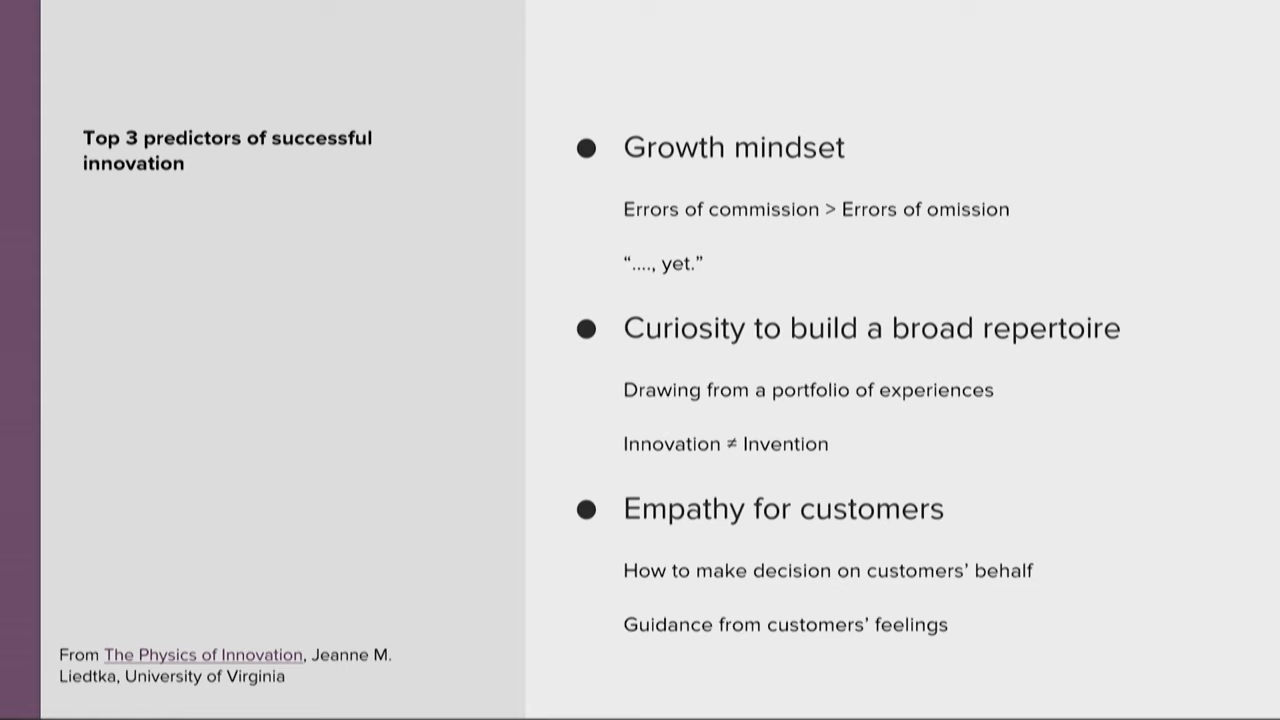 Top 3 predictors of successful
innovation
● Growth mindset
Errors of commission > Errors of omission
“...., yet.”
● Curiosity to build a broad repertoire
Drawing from a portfolio of experiences
Innovation ≠ Invention
● Empathy for customers
How to make decision on customers’ behalf
Guidance from customers’ feelings
From The Physics of Innovation, Jeanne M.
Liedtka, University of Virginia